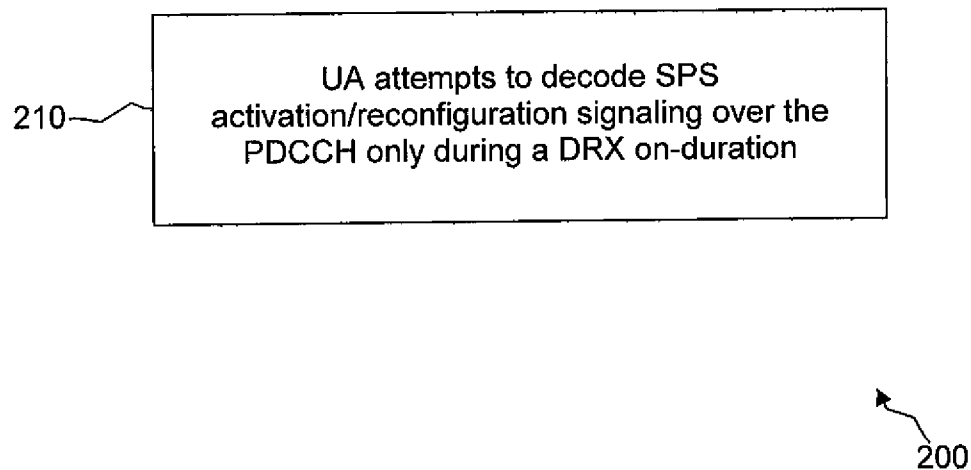 UA attempts to decode SPS
210
activation/reconfiguration signaling over the
PDCCH only during a DRX on-duration
200